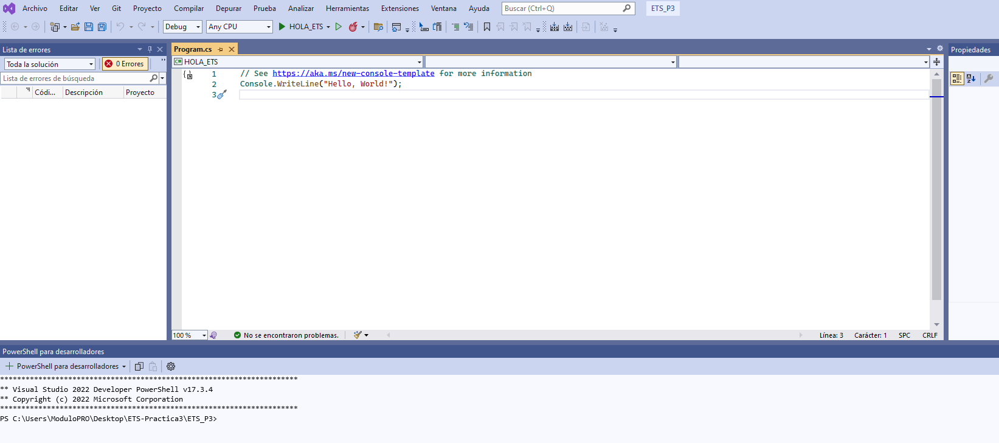 Archivo Editar Ver Git Proyecto Compilar Depurar Prueba Analizar Herramientas Extensiones Ventana Ayuda Buscar (Ctrl+Q) ETS_P3
Debug Any CPU HOLA_ETS
Lista de errores
Toda la solución 0 Errores
Lista de errores de búsqueda
Códi... Descripción Proyecto
Program.cs
C# HOLA_ETS
1 // See https://aka.ms/new-console-template for more information
2 Console.WriteLine("Hello, World!");
3
100 % No se encontraron problemas. Línea: 3 Carácter: 1 SPC CRLF
Propiedades
PowerShell para desarrolladores
PowerShell para desarrolladores
**********************************************************************
** Visual Studio 2022 Developer PowerShell v17.3.4
** Copyright (c) 2022 Microsoft Corporation
**********************************************************************
PS C:\Users\ModuloPRO\Desktop\ETS-Practica3\ETS_P3>